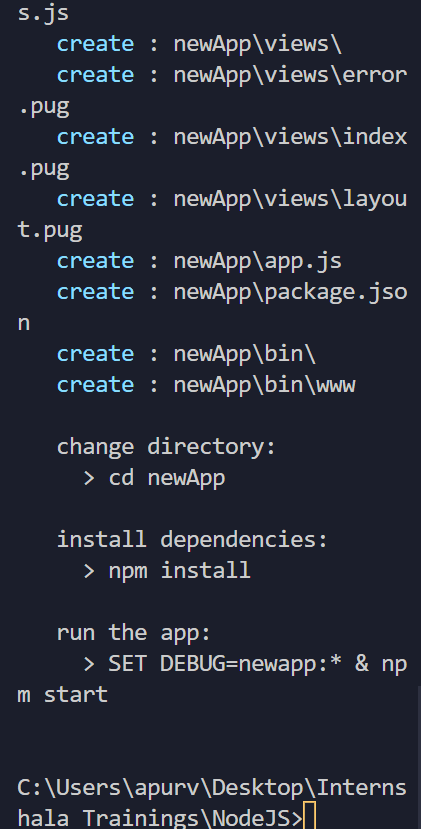 s.js
create : newApp\views\
create : newApp\views\error
.pug
create : newApp\views\index
.pug
create : newApp\views\layou
t.pug
create : newApp\app.js
create : newApp\package.jso
n
create : newApp\bin\
create : newApp\bin\www
change directory:
> cd newApp
install dependencies:
> npm install
run the app:
> SET DEBUG=newapp:* & np
m start
C:\Users\apurv\Desktop\Interns
hala Trainings\NodeJS>